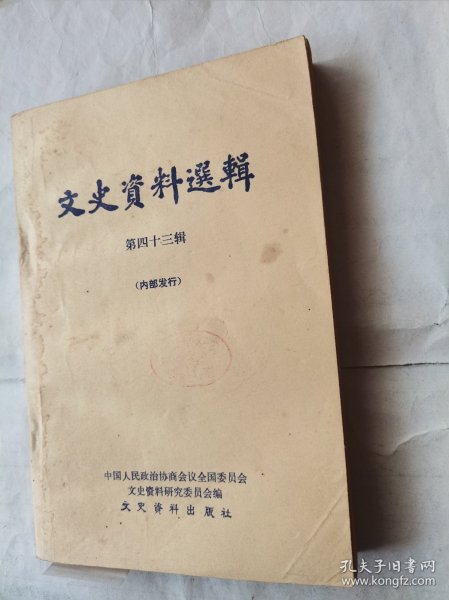 文史資料選輯
第四十三辑
（内部发行）
中国人民政治协商会议全国委员会
文史资料研究委员会编
文史资料出版社
孔夫子旧书网
www.kongfz.com